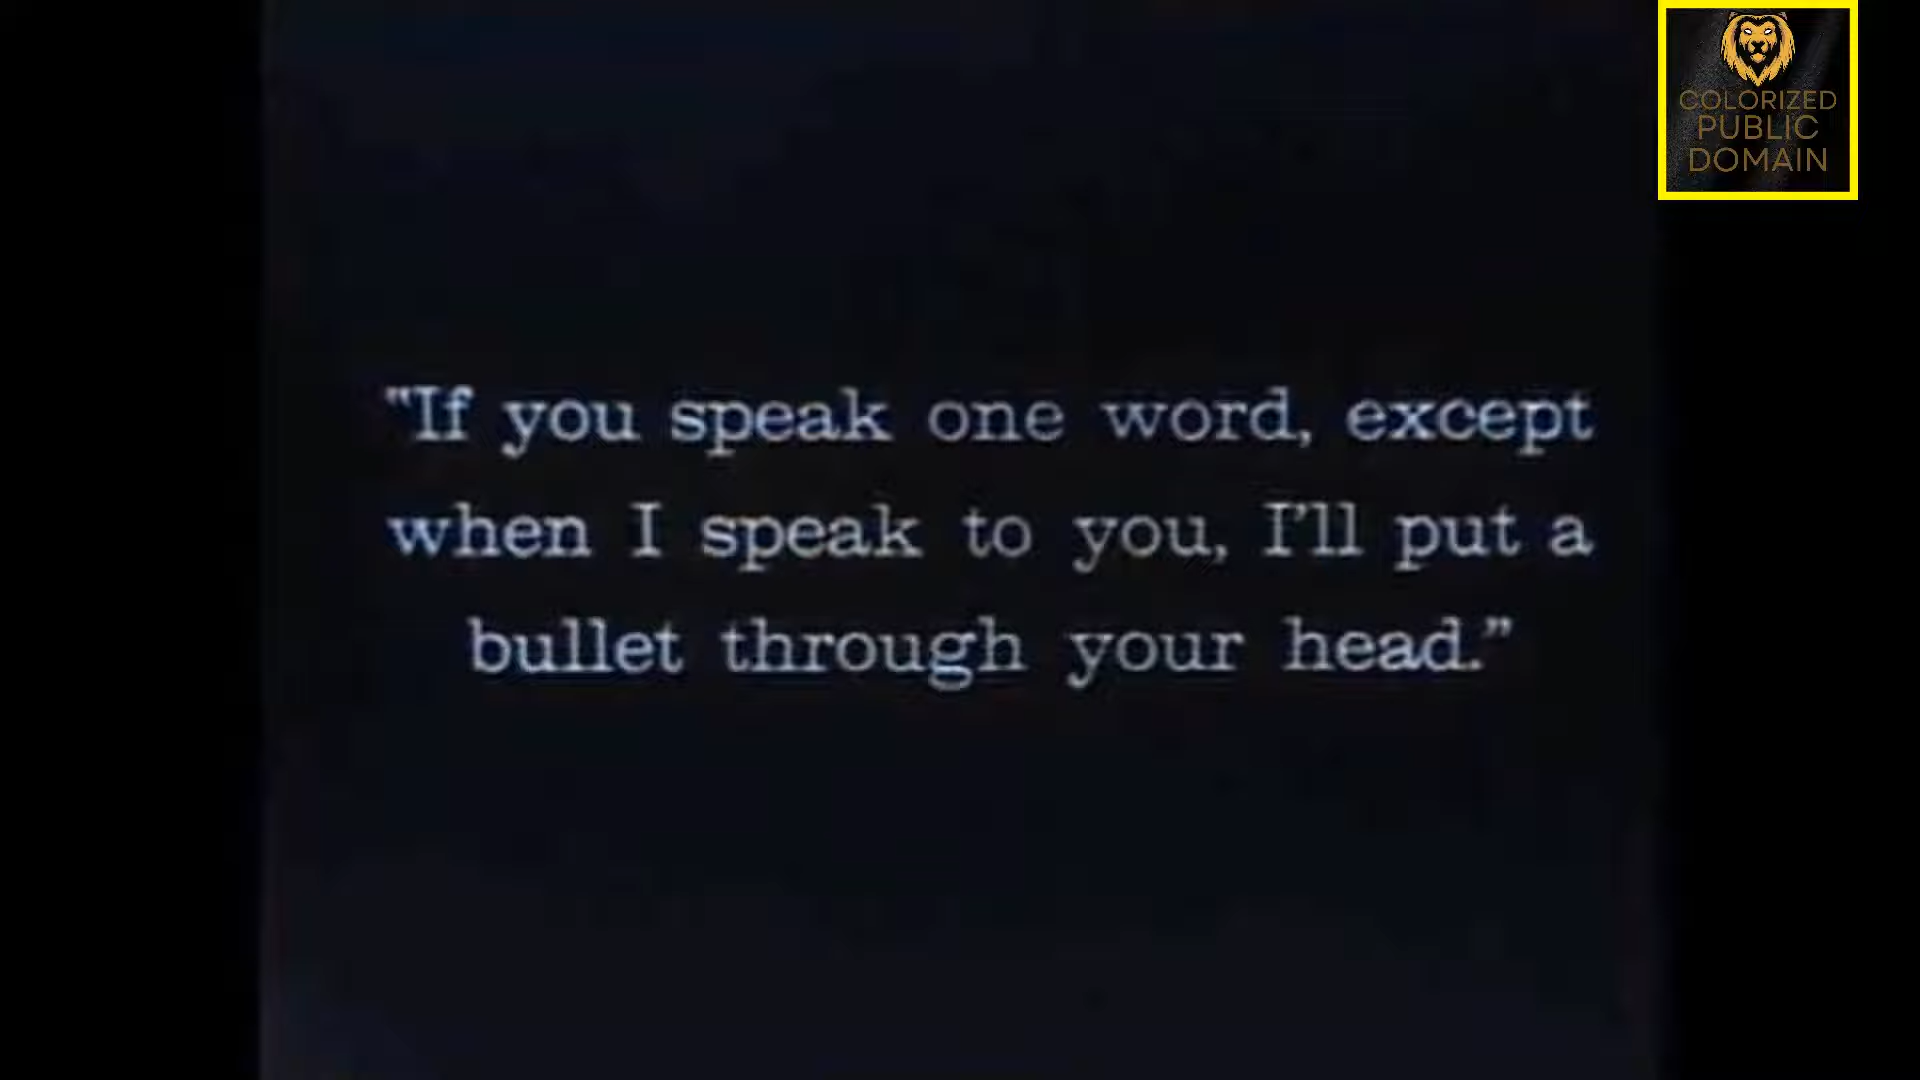 COLORIZED
PUBLIC
DOMAIN
"If you speak one word, except
when I speak to you, I'll put a
bullet through your head."